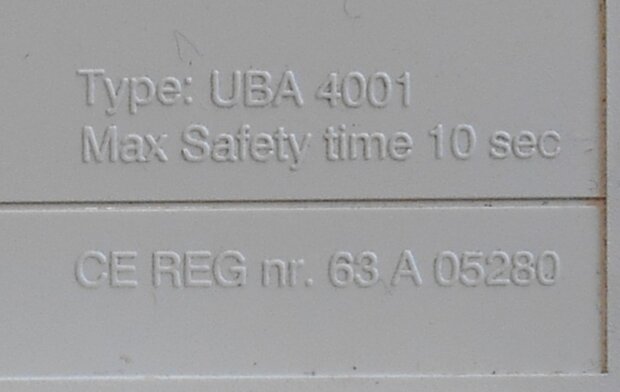 Type: UBA 4001
Max Safety time 10 sec
CE REG nr. 63 A 05280